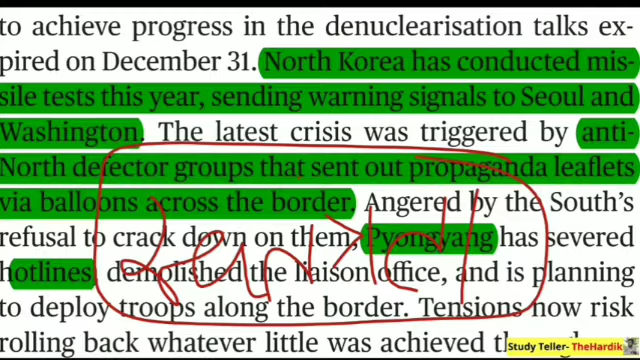 to achieve progress in the denuclearisation talks ex-
pired on December 31. North Korea has conducted mis-
sile tests this year, sending warning signals to Seoul and
Washington. The latest crisis was triggered by anti-
North defector groups that sent out propaganda leaflets
via balloons across the border. Angered by the South's
refusal to crack down on them, Pyongyang has severed
hotlines, demolished the liaison office, and is planning
to deploy troops along the border. Tensions now risk
rolling back whatever little was achieved
Study Teller- TheHardik